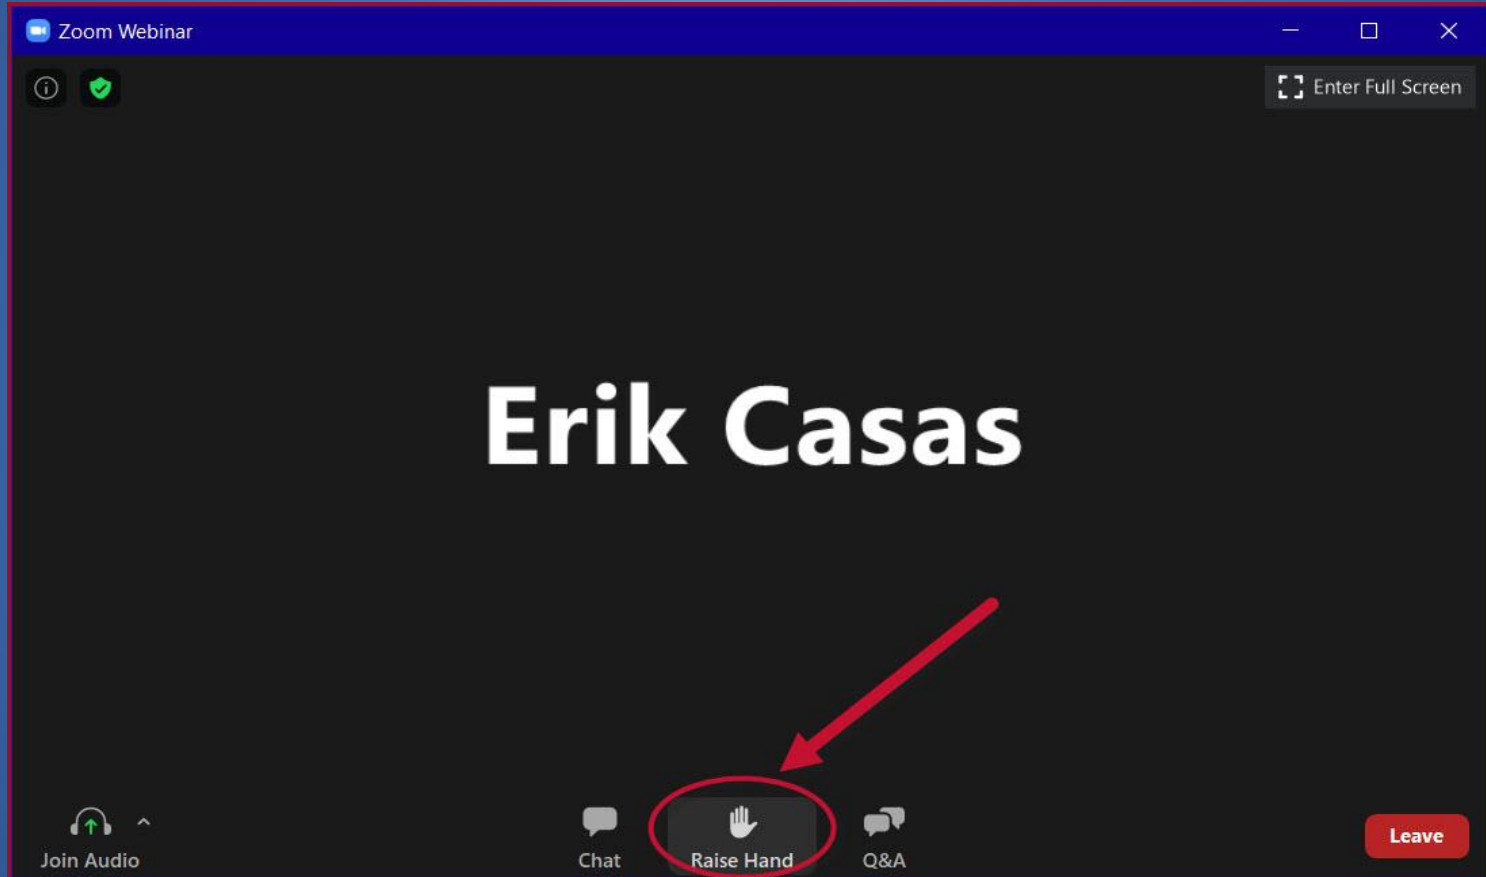 Zoom Webinar
Enter Full Screen
Erik Casas
Join Audio
Chat
Raise Hand
Q&A
Leave